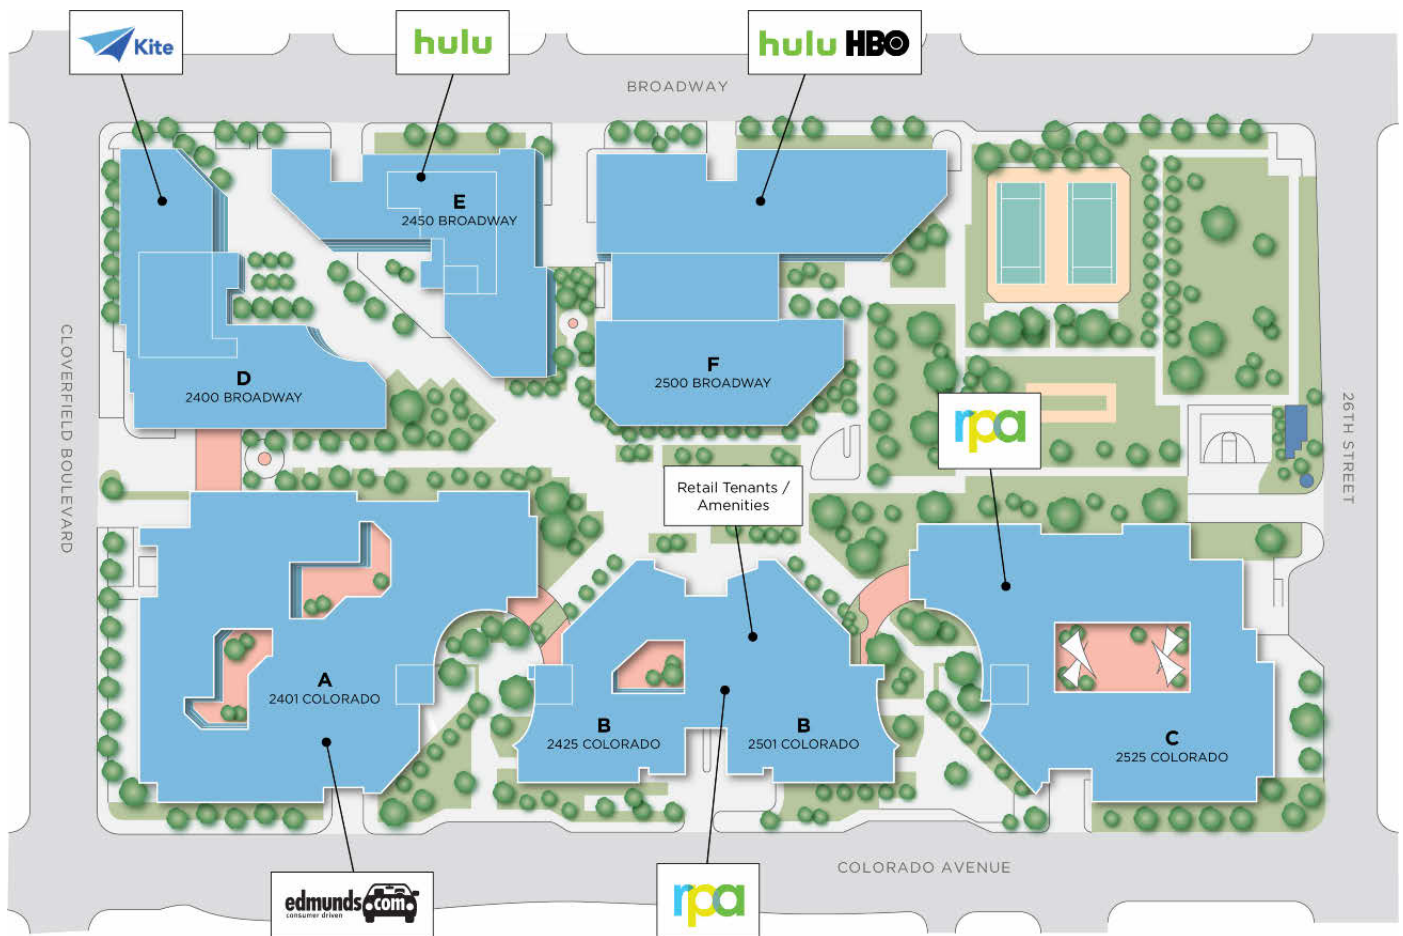 Kite
hulu
hulu HBO
BROADWAY
E
2450 BROADWAY
F
2500 BROADWAY
D
2400 BROADWAY
CLOVERFIELD BOULEVARD
26TH STREET
rpa
Retail Tenants /
Amenities
A
2401 COLORADO
B
2425 COLORADO
B
2501 COLORADO
C
2525 COLORADO
COLORADO AVENUE
edmunds.com
consumer driven
rpa